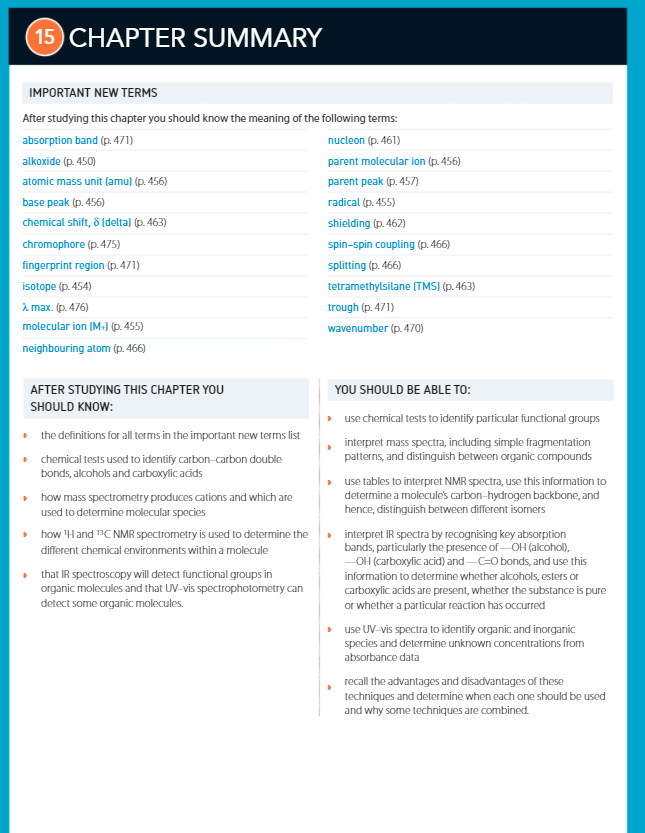 15 CHAPTER SUMMARY
IMPORTANT NEW TERMS
After studying this chapter you should know the meaning of the following terms:
absorption band (p. 471)
alkoxide (p. 450)
atomic mass unit (amu) (p. 456)
base peak (p. 456)
chemical shift, δ (delta) (p. 463)
chromophore (p. 475)
fingerprint region (p. 471)
isotope (p. 454)
λ max. (p. 476)
molecular ion (M+) (p. 455)
neighbouring atom (p. 466)
nucleon (p. 461)
parent molecular ion (p. 456)
parent peak (p. 457)
radical (p. 455)
shielding (p. 462)
spin–spin coupling (p. 466)
splitting (p. 466)
tetramethylsilane (TMS) (p. 463)
trough (p. 471)
wavenumber (p. 470)
AFTER STUDYING THIS CHAPTER YOU
SHOULD KNOW:
the definitions for all terms in the important new terms list
chemical tests used to identify carbon–carbon double
bonds, alcohols and carboxylic acids
how mass spectrometry produces cations and which are
used to determine molecular species
how ¹H and ¹³C NMR spectrometry is used to determine the
different chemical environments within a molecule
that IR spectroscopy will detect functional groups in
organic molecules and that UV–vis spectrophotometry can
detect some organic molecules.
YOU SHOULD BE ABLE TO:
use chemical tests to identify particular functional groups
interpret mass spectra, including simple fragmentation
patterns, and distinguish between organic compounds
use tables to interpret NMR spectra, use this information to
determine a molecule's carbon–hydrogen backbone, and
hence, distinguish between different isomers
interpret IR spectra by recognising key absorption
bands, particularly the presence of —OH (alcohol),
—OH (carboxylic acid) and —C=O bonds, and use this
information to determine whether alcohols, esters or
carboxylic acids are present, whether the substance is pure
or whether a particular reaction has occurred
use UV–vis spectra to identify organic and inorganic
species and determine unknown concentrations from
absorbance data
recall the advantages and disadvantages of these
techniques and determine when each one should be used
and why some techniques are combined.